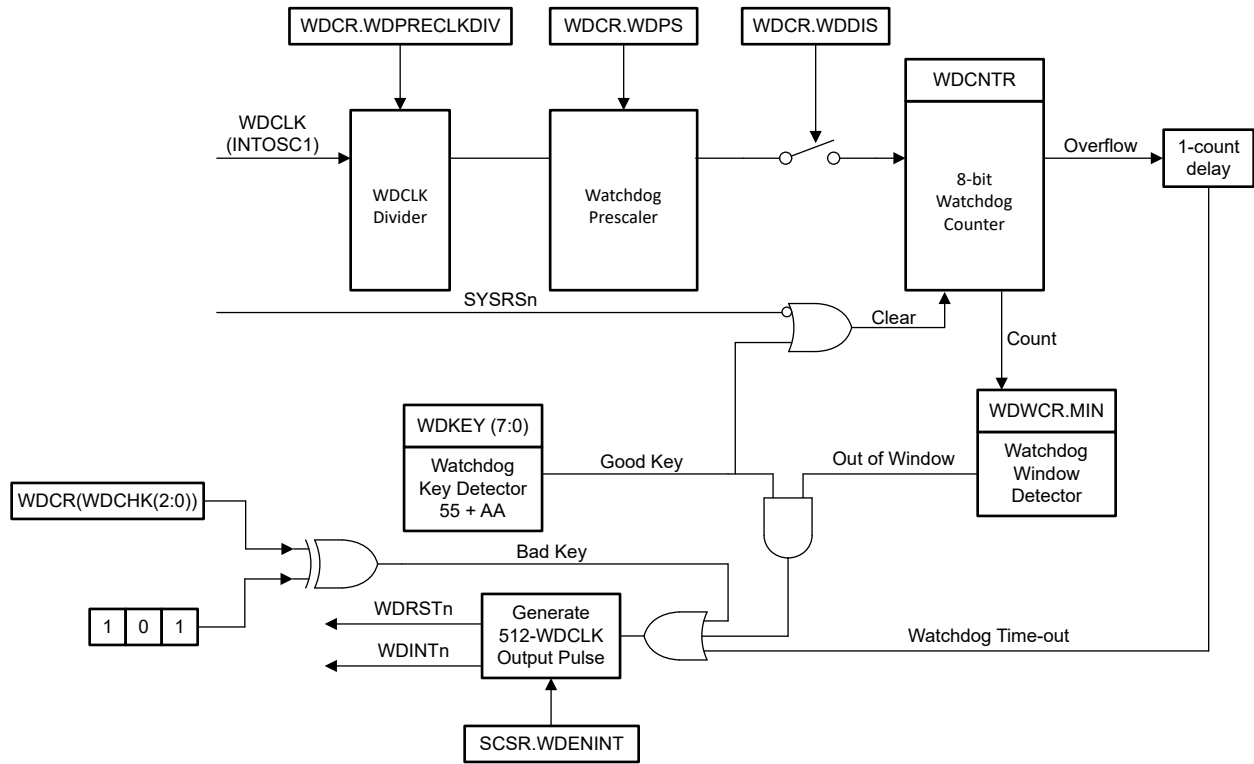 WDCR.WDPRECLKDIV
WDCR.WDPS
WDCR.WDDIS
WDCNTR
WDCLK
(INTOSC1)
WDCLK
Divider
Watchdog
Prescaler
8-bit
Watchdog
Counter
Overflow
1-count
delay
SYSRSn
Clear
Count
WDKEY (7:0)
Watchdog
Key Detector
55 + AA
Good Key
Out of Window
WDWCR.MIN
Watchdog
Window
Detector
WDCR(WDCHK(2:0))
Bad Key
1 0 1
WDRSTn
WDINTn
Generate
512-WDCLK
Output Pulse
Watchdog Time-out
SCSR.WDENINT